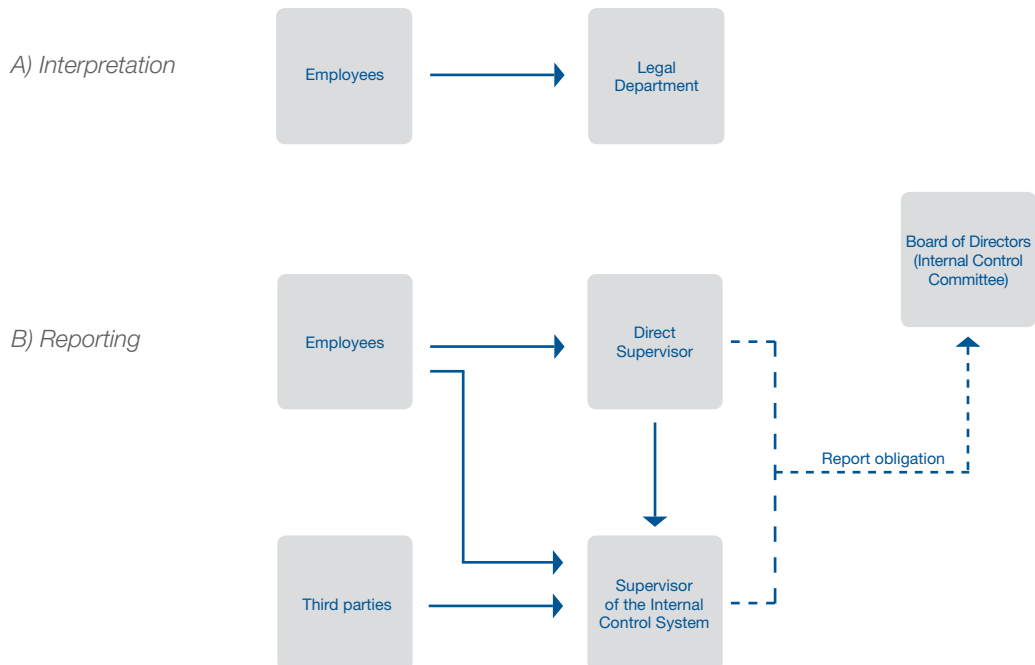 A) Interpretation
Employees
Legal
Department
Board of Directors
(Internal Control
Committee)
B) Reporting
Employees
Direct
Supervisor
Report obligation
Third parties
Supervisor
of the Internal
Control System